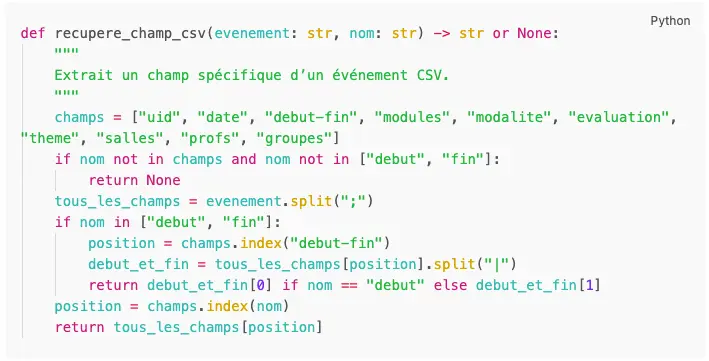 Python
def recupere_champ_csv(evenement: str, nom: str) -> str or None:
    """
    Extrait un champ spécifique d’un événement CSV.
    """
    champs = ["uid", "date", "debut-fin", "modules", "modalite", "evaluation",
"theme", "salles", "profs", "groupes"]
    if nom not in champs and nom not in ["debut", "fin"]:
        return None
    tous_les_champs = evenement.split(";")
    if nom in ["debut", "fin"]:
        position = champs.index("debut-fin")
        debut_et_fin = tous_les_champs[position].split("|")
        return debut_et_fin[0] if nom == "debut" else debut_et_fin[1]
    position = champs.index(nom)
    return tous_les_champs[position]